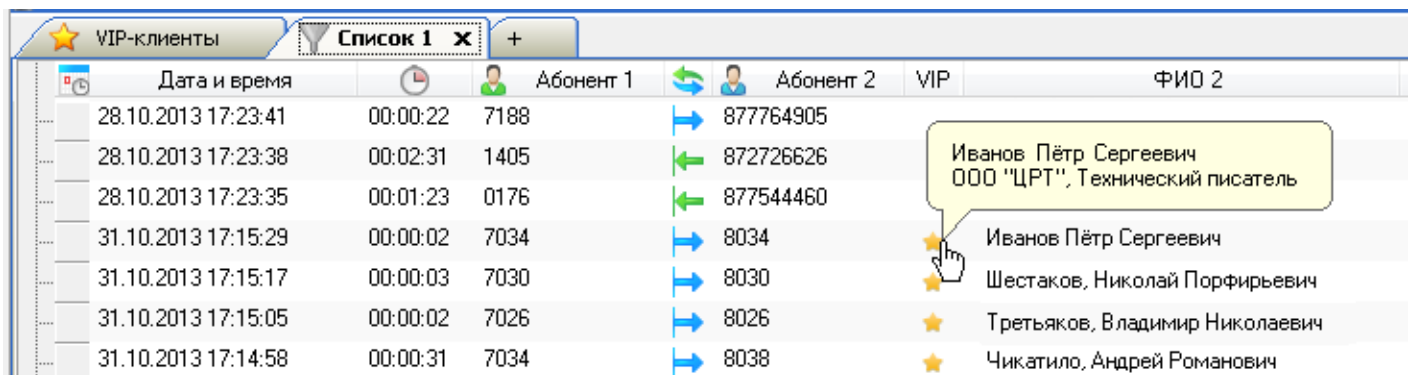 VIP-клиенты Список 1 x +
Дата и время Абонент 1 Абонент 2 VIP ФИО 2
28.10.2013 17:23:41 00:00:22 7188 877764905
28.10.2013 17:23:38 00:02:31 1405 872726626
Иванов Пётр Сергеевич
ООО "ЦРТ", Технический писатель
28.10.2013 17:23:35 00:01:23 0176 877544460
31.10.2013 17:15:29 00:00:02 7034 8034 Иванов Пётр Сергеевич
31.10.2013 17:15:17 00:00:03 7030 8030 Шестаков, Николай Порфирьевич
31.10.2013 17:15:05 00:00:02 7026 8026 Третьяков, Владимир Николаевич
31.10.2013 17:14:58 00:00:31 7034 8038 Чикатило, Андрей Романович